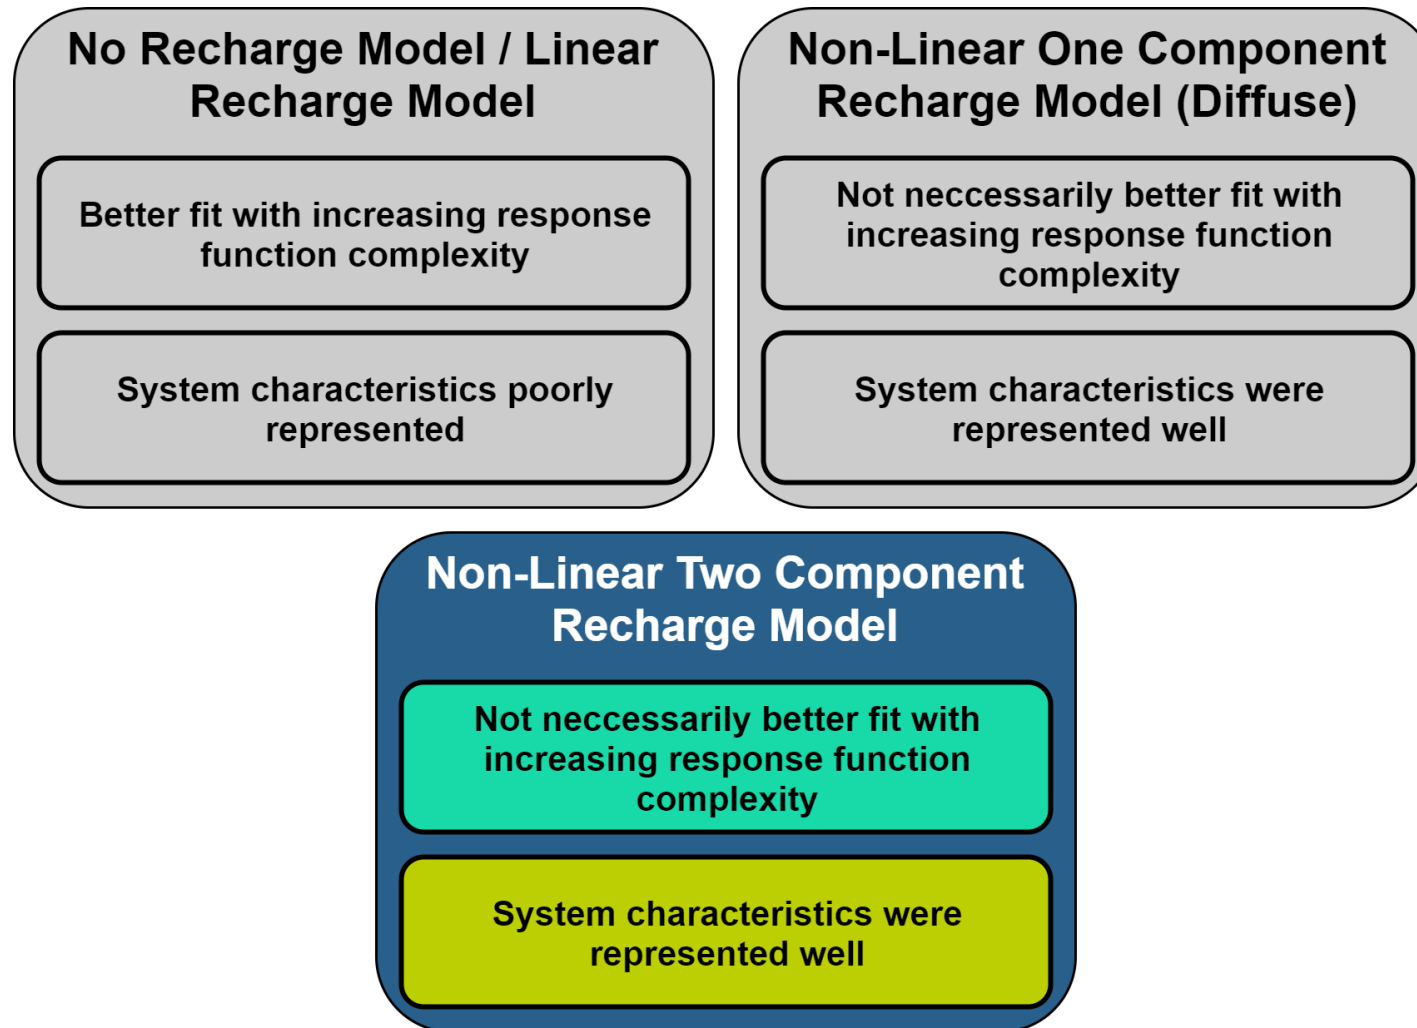 No Recharge Model / Linear
Recharge Model
Better fit with increasing response
function complexity
System characteristics poorly
represented
Non-Linear One Component
Recharge Model (Diffuse)
Not neccessarily better fit with
increasing response function
complexity
System characteristics were
represented well
Non-Linear Two Component
Recharge Model
Not neccessarily better fit with
increasing response function
complexity
System characteristics were
represented well